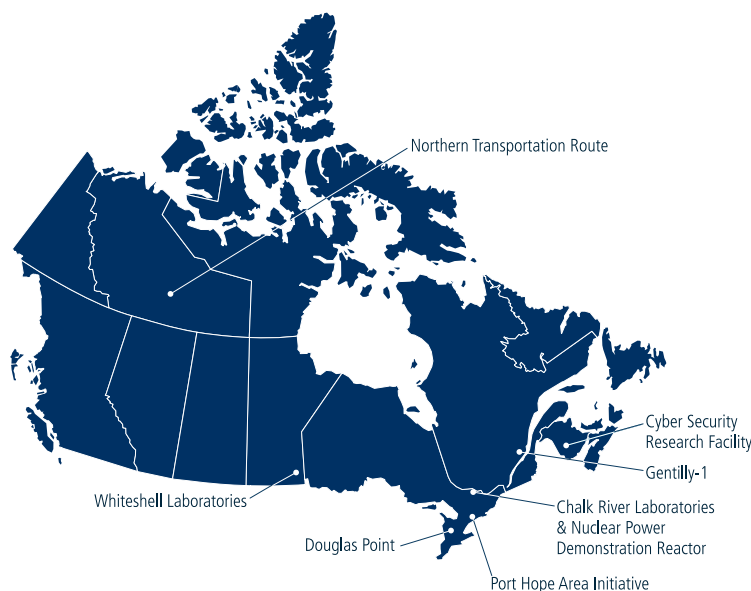 Northern Transportation Route
Cyber Security
Research Facility
Gentilly-1
Whiteshell Laboratories
Chalk River Laboratories
& Nuclear Power
Demonstration Reactor
Douglas Point
Port Hope Area Initiative